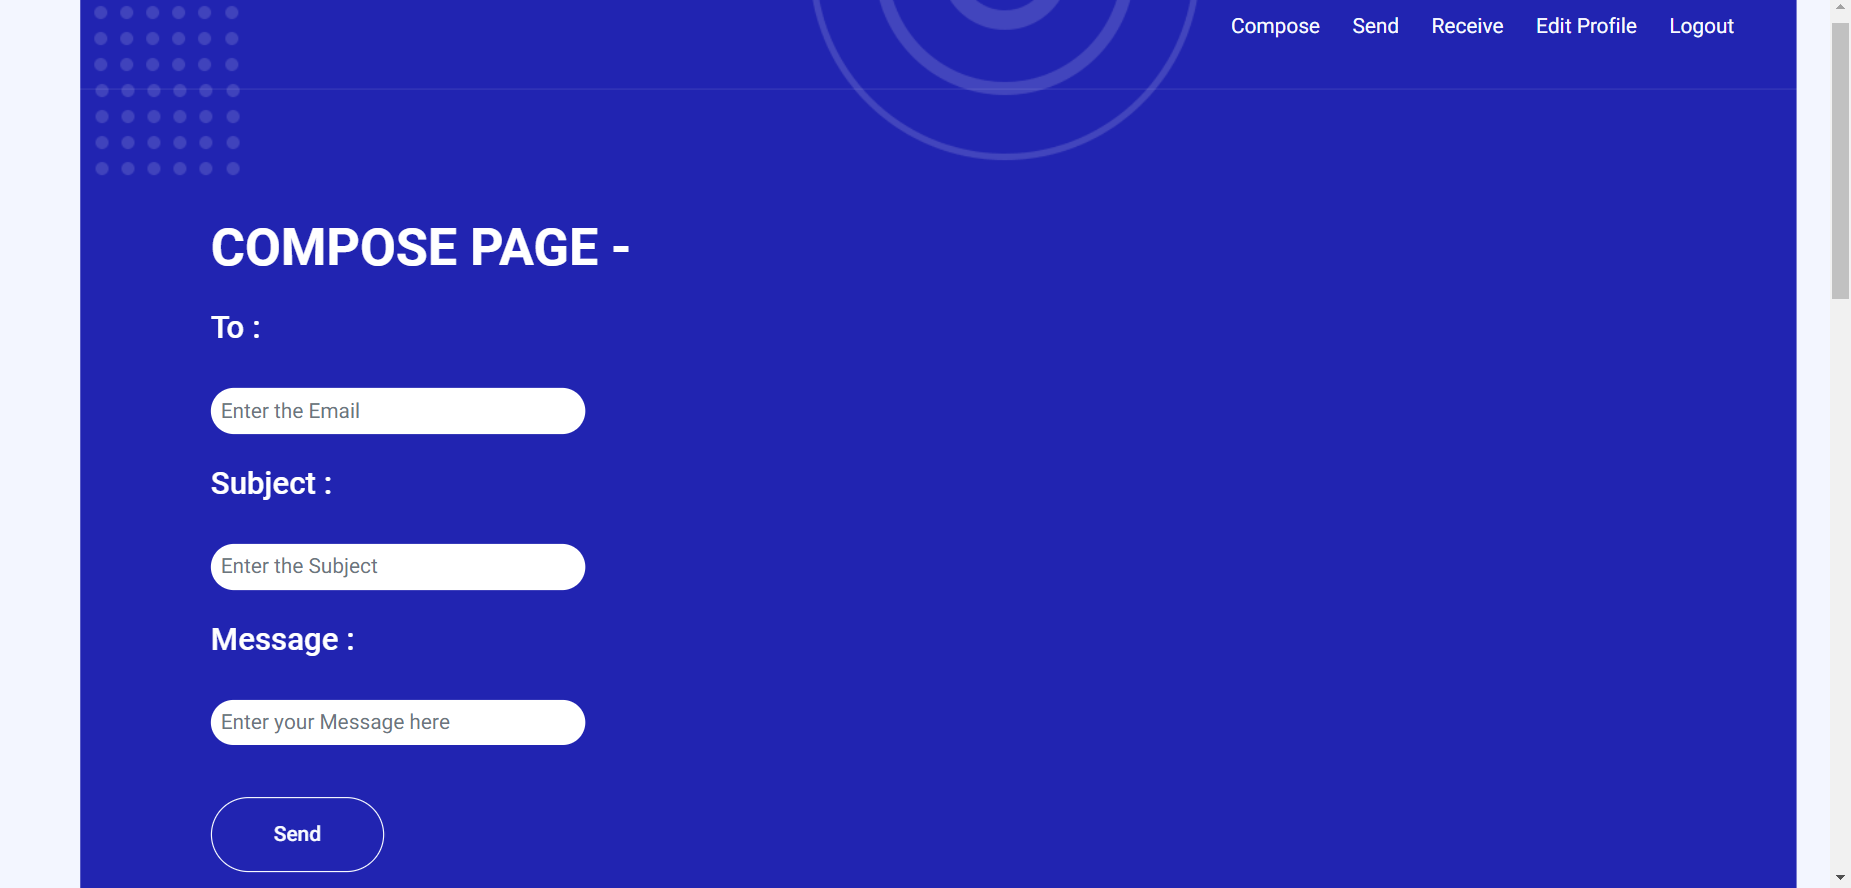 Compose Send Receive Edit Profile Logout
COMPOSE PAGE -
To :
Enter the Email
Subject :
Enter the Subject
Message :
Enter your Message here
Send